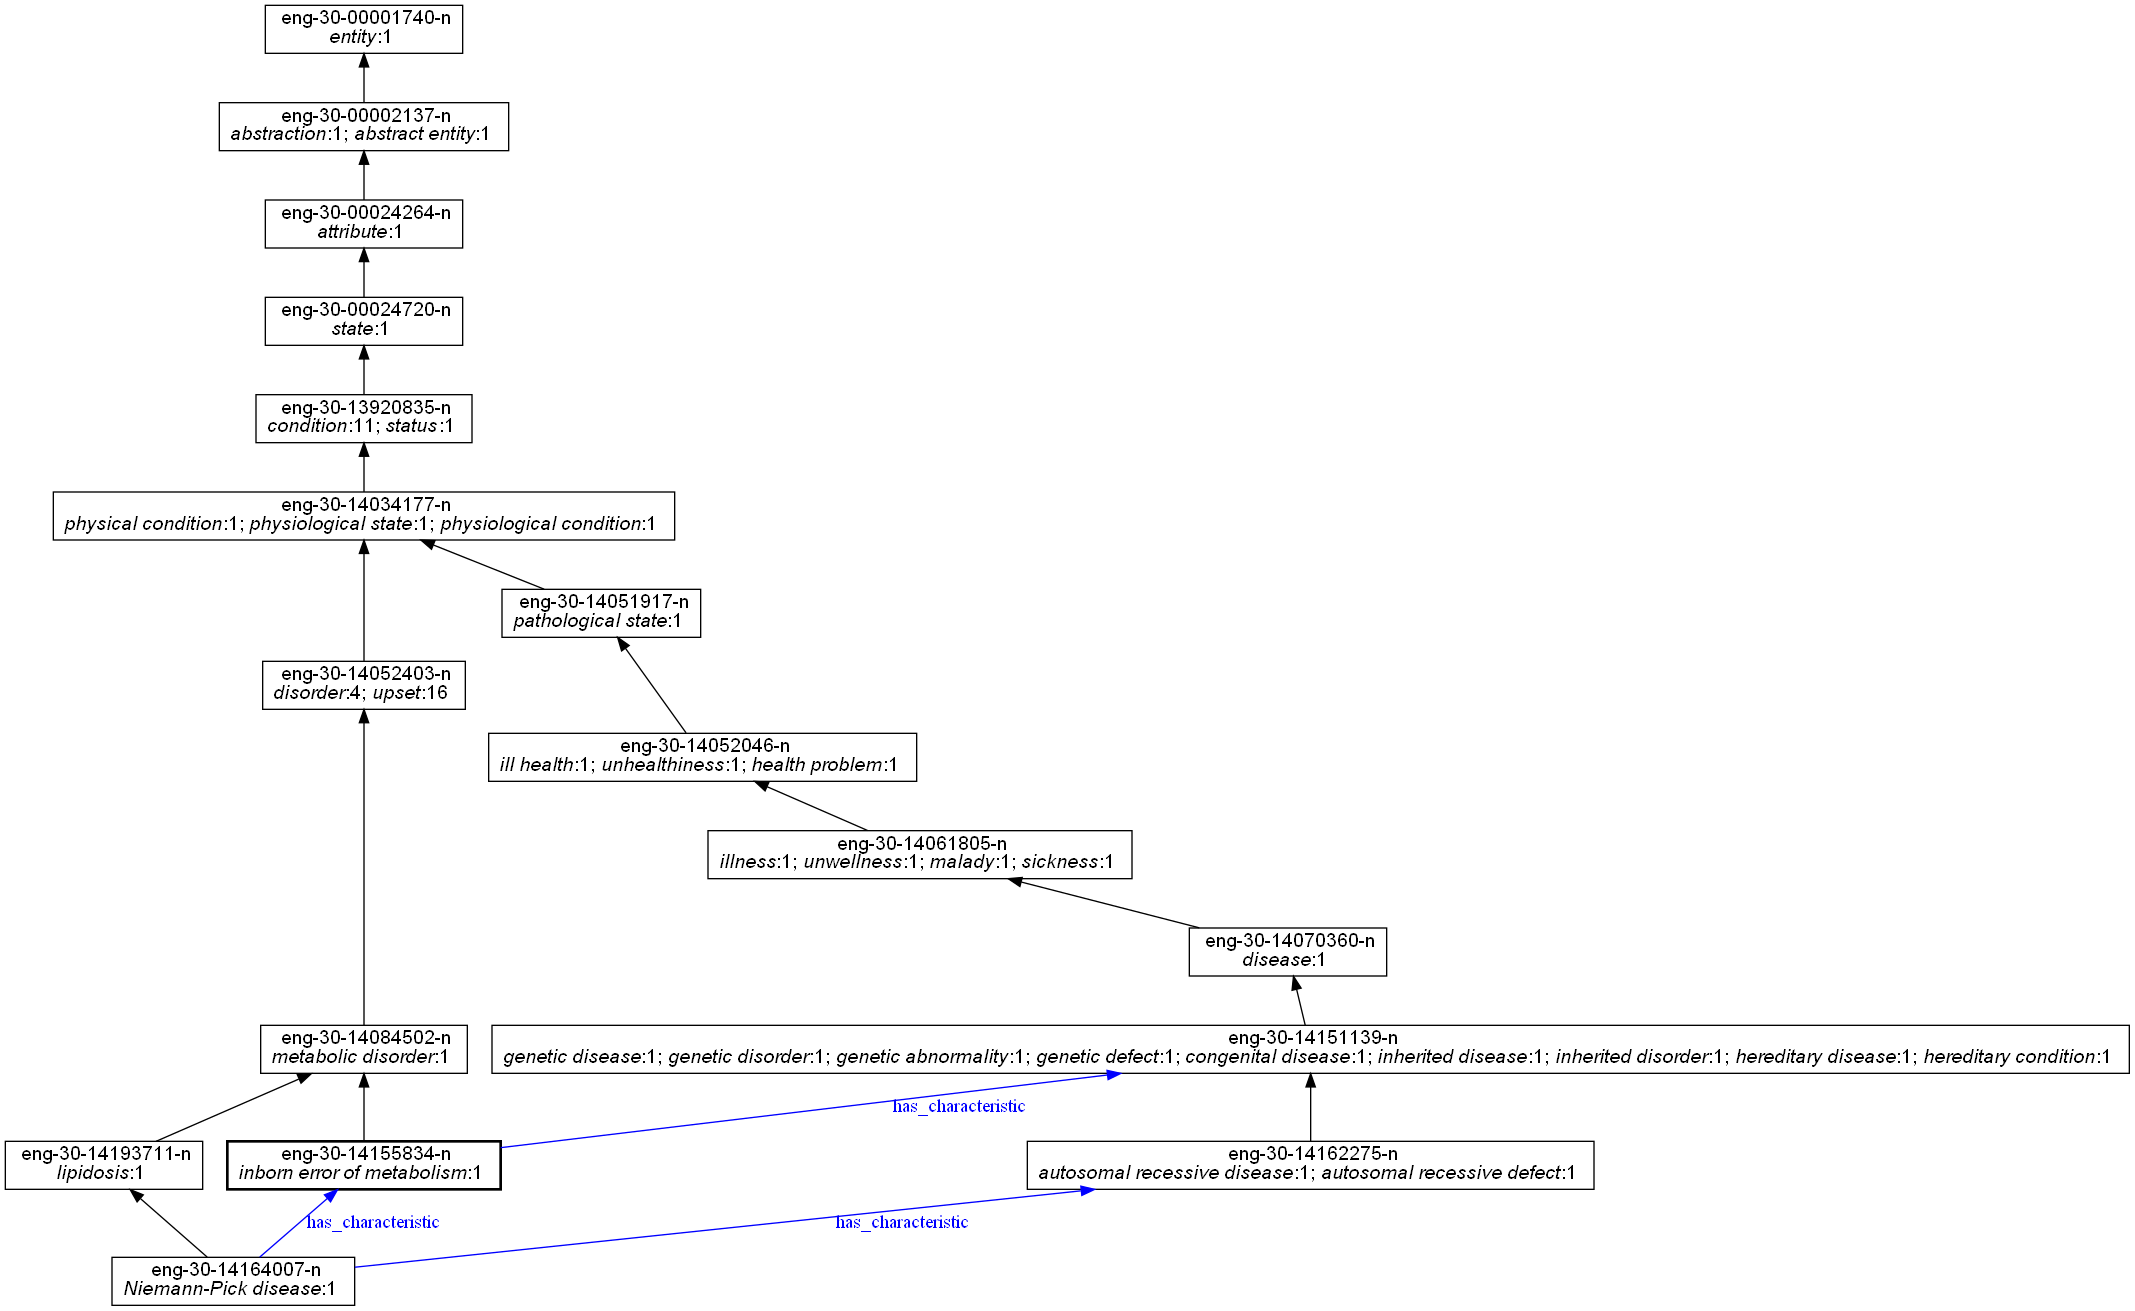 eng-30-00001740-n
entity:1
eng-30-00002137-n
abstraction:1; abstract entity:1
eng-30-00024264-n
attribute:1
eng-30-00024720-n
state:1
eng-30-13920835-n
condition:11; status:1
eng-30-14034177-n
physical condition:1; physiological state:1; physiological condition:1
eng-30-14051917-n
pathological state:1
eng-30-14052403-n
disorder:4; upset:16
eng-30-14052046-n
ill health:1; unhealthiness:1; health problem:1
eng-30-14061805-n
illness:1; unwellness:1; malady:1; sickness:1
eng-30-14070360-n
disease:1
eng-30-14084502-n
metabolic disorder:1
eng-30-14151139-n
genetic disease:1; genetic disorder:1; genetic abnormality:1; genetic defect:1; congenital disease:1; inherited disease:1; inherited disorder:1; hereditary disease:1; hereditary condition:1
has_characteristic
eng-30-14193711-n
lipidosis:1
eng-30-14155834-n
inborn error of metabolism:1
eng-30-14162275-n
autosomal recessive disease:1; autosomal recessive defect:1
has_characteristic
has_characteristic
eng-30-14164007-n
Niemann-Pick disease:1